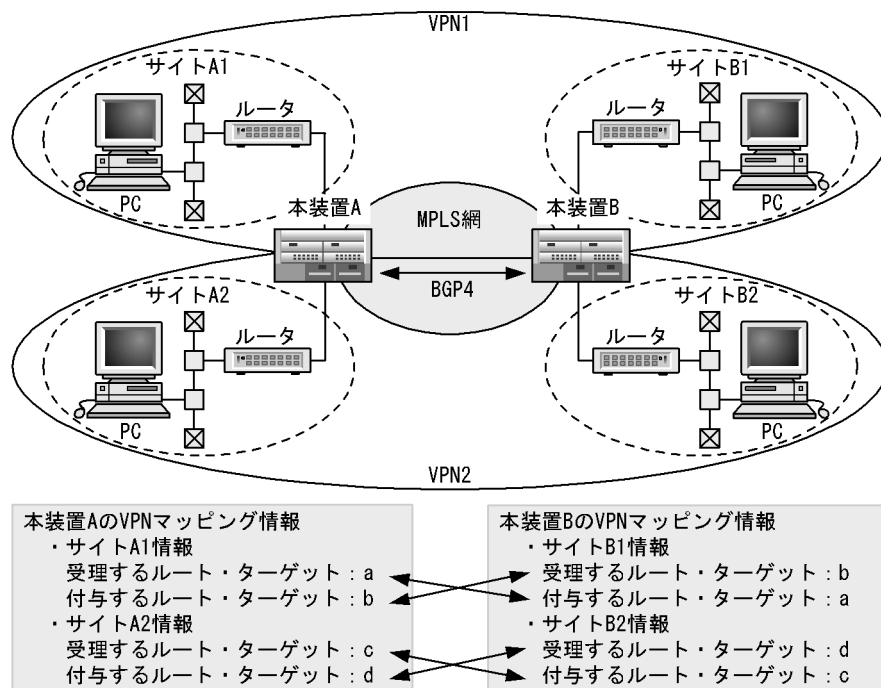 VPN1
サイトA1
ルータ
PC
サイトB1
ルータ
PC
本装置A
MPLS網
本装置B
BGP4
サイトA2
ルータ
PC
サイトB2
ルータ
PC
VPN2
本装置AのVPNマッピング情報
・サイトA1情報
受理するルート・ターゲット：a
付与するルート・ターゲット：b
・サイトA2情報
受理するルート・ターゲット：c
付与するルート・ターゲット：d
本装置BのVPNマッピング情報
・サイトB1情報
受理するルート・ターゲット：b
付与するルート・ターゲット：a
・サイトB2情報
受理するルート・ターゲット：d
付与するルート・ターゲット：c